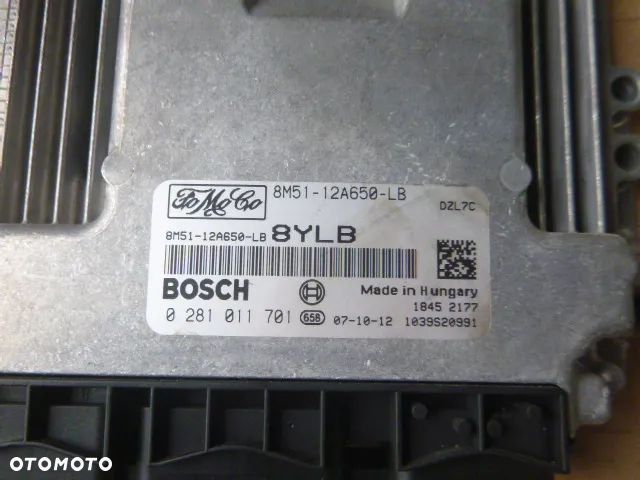 FoMoCo 8M51-12A650-LB
DZL7C
8M51-12A650-LB 8YLB
BOSCH Made in Hungary
1845 2177
0 281 011 701 658 07-10-12 1039S20991
OTOMOTO